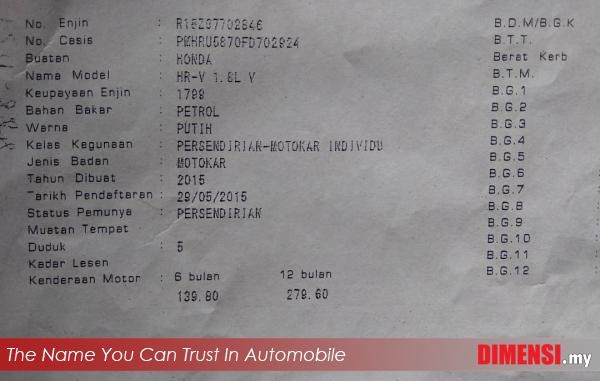 No. Enjin : R18Z97702846 B.D.M/B.G.K
No. Casis : PMHRU5870FD702924 B.T.T.
Buatan : HONDA Berat Kerb
Nama Model : HR-V 1.8L V B.T.M.
Keupayaan Enjin : 1799 B.G.1
Bahan Bakar : PETROL B.G.2
Warna : PUTIH B.G.3
Kelas Kegunaan : PERSENDIRIAN-MOTOKAR INDIVIDU B.G.4
Jenis Badan : MOTOKAR B.G.5
Tahun Dibuat : 2015 B.G.6
Tarikh Pendaftaran : 29/05/2015 B.G.7
Status Pemunya : PERSENDIRIAN B.G.8
Muatan Tempat B.G.9
Duduk : 5 B.G.10
Kadar Lesen B.G.11
Kenderaan Motor : 6 bulan 12 bulan B.G.12
139.80 279.60
The Name You Can Trust In Automobile DIMENSI.my